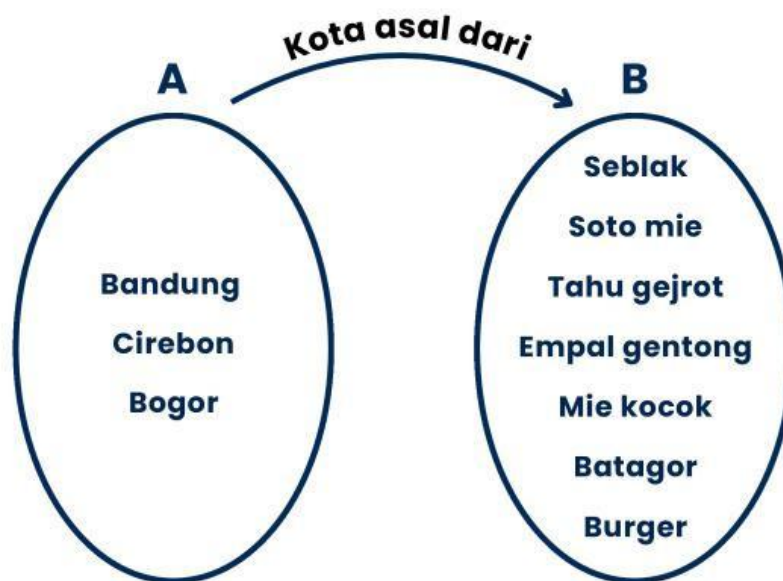 Kota asal dari
A
B
Bandung
Cirebon
Bogor
Seblak
Soto mie
Tahu gejrot
Empal gentong
Mie kocok
Batagor
Burger